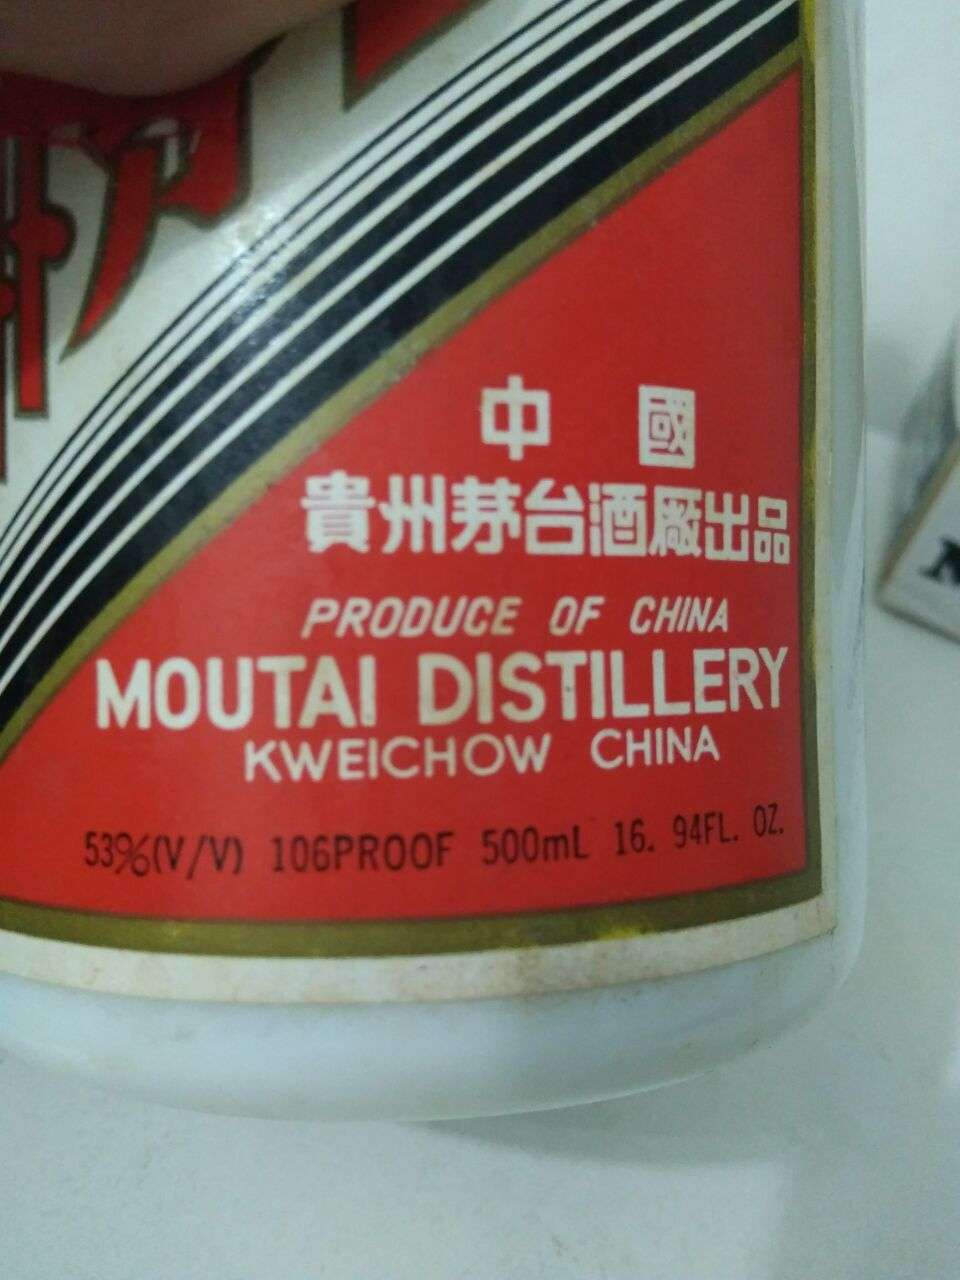 中 國
貴州茅台酒廠出品
PRODUCE OF CHINA
MOUTAI DISTILLERY
KWEICHOW CHINA
53%(V/V) 106PROOF 500mL 16. 94FL. OZ.